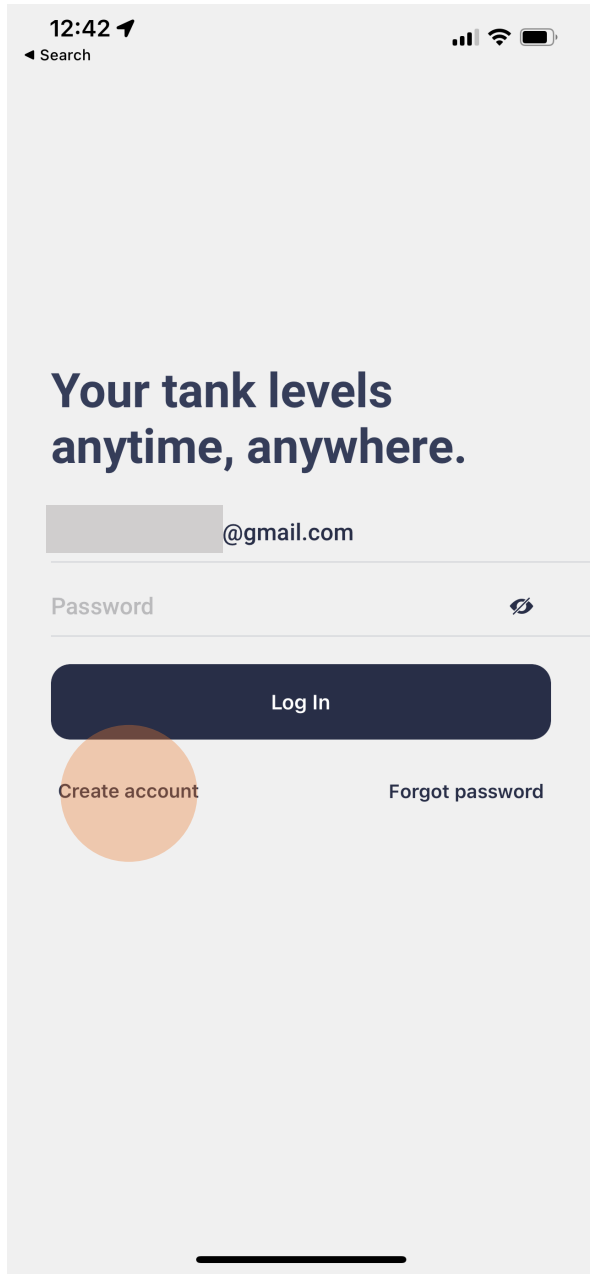 12:42
◀ Search
Your tank levels
anytime, anywhere.
@gmail.com
Password
Log In
Create account
Forgot password